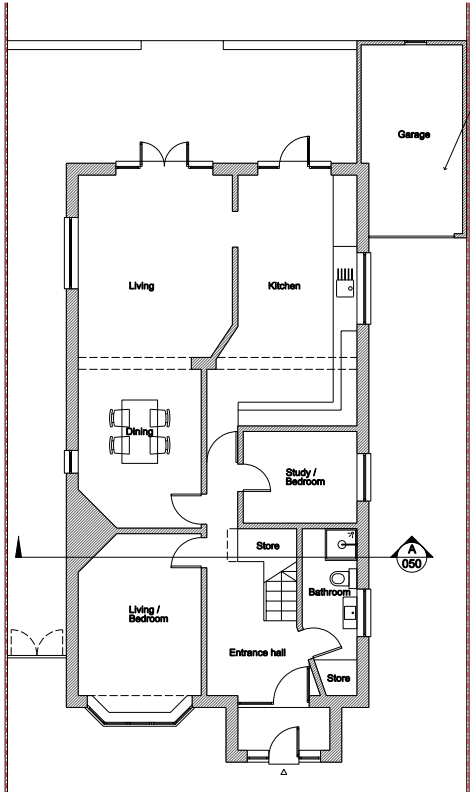 Garage
Living
Kitchen
Dining
Study /
Bedroom
Store
A
050
Bathroom
Living /
Bedroom
Entrance hall
Store